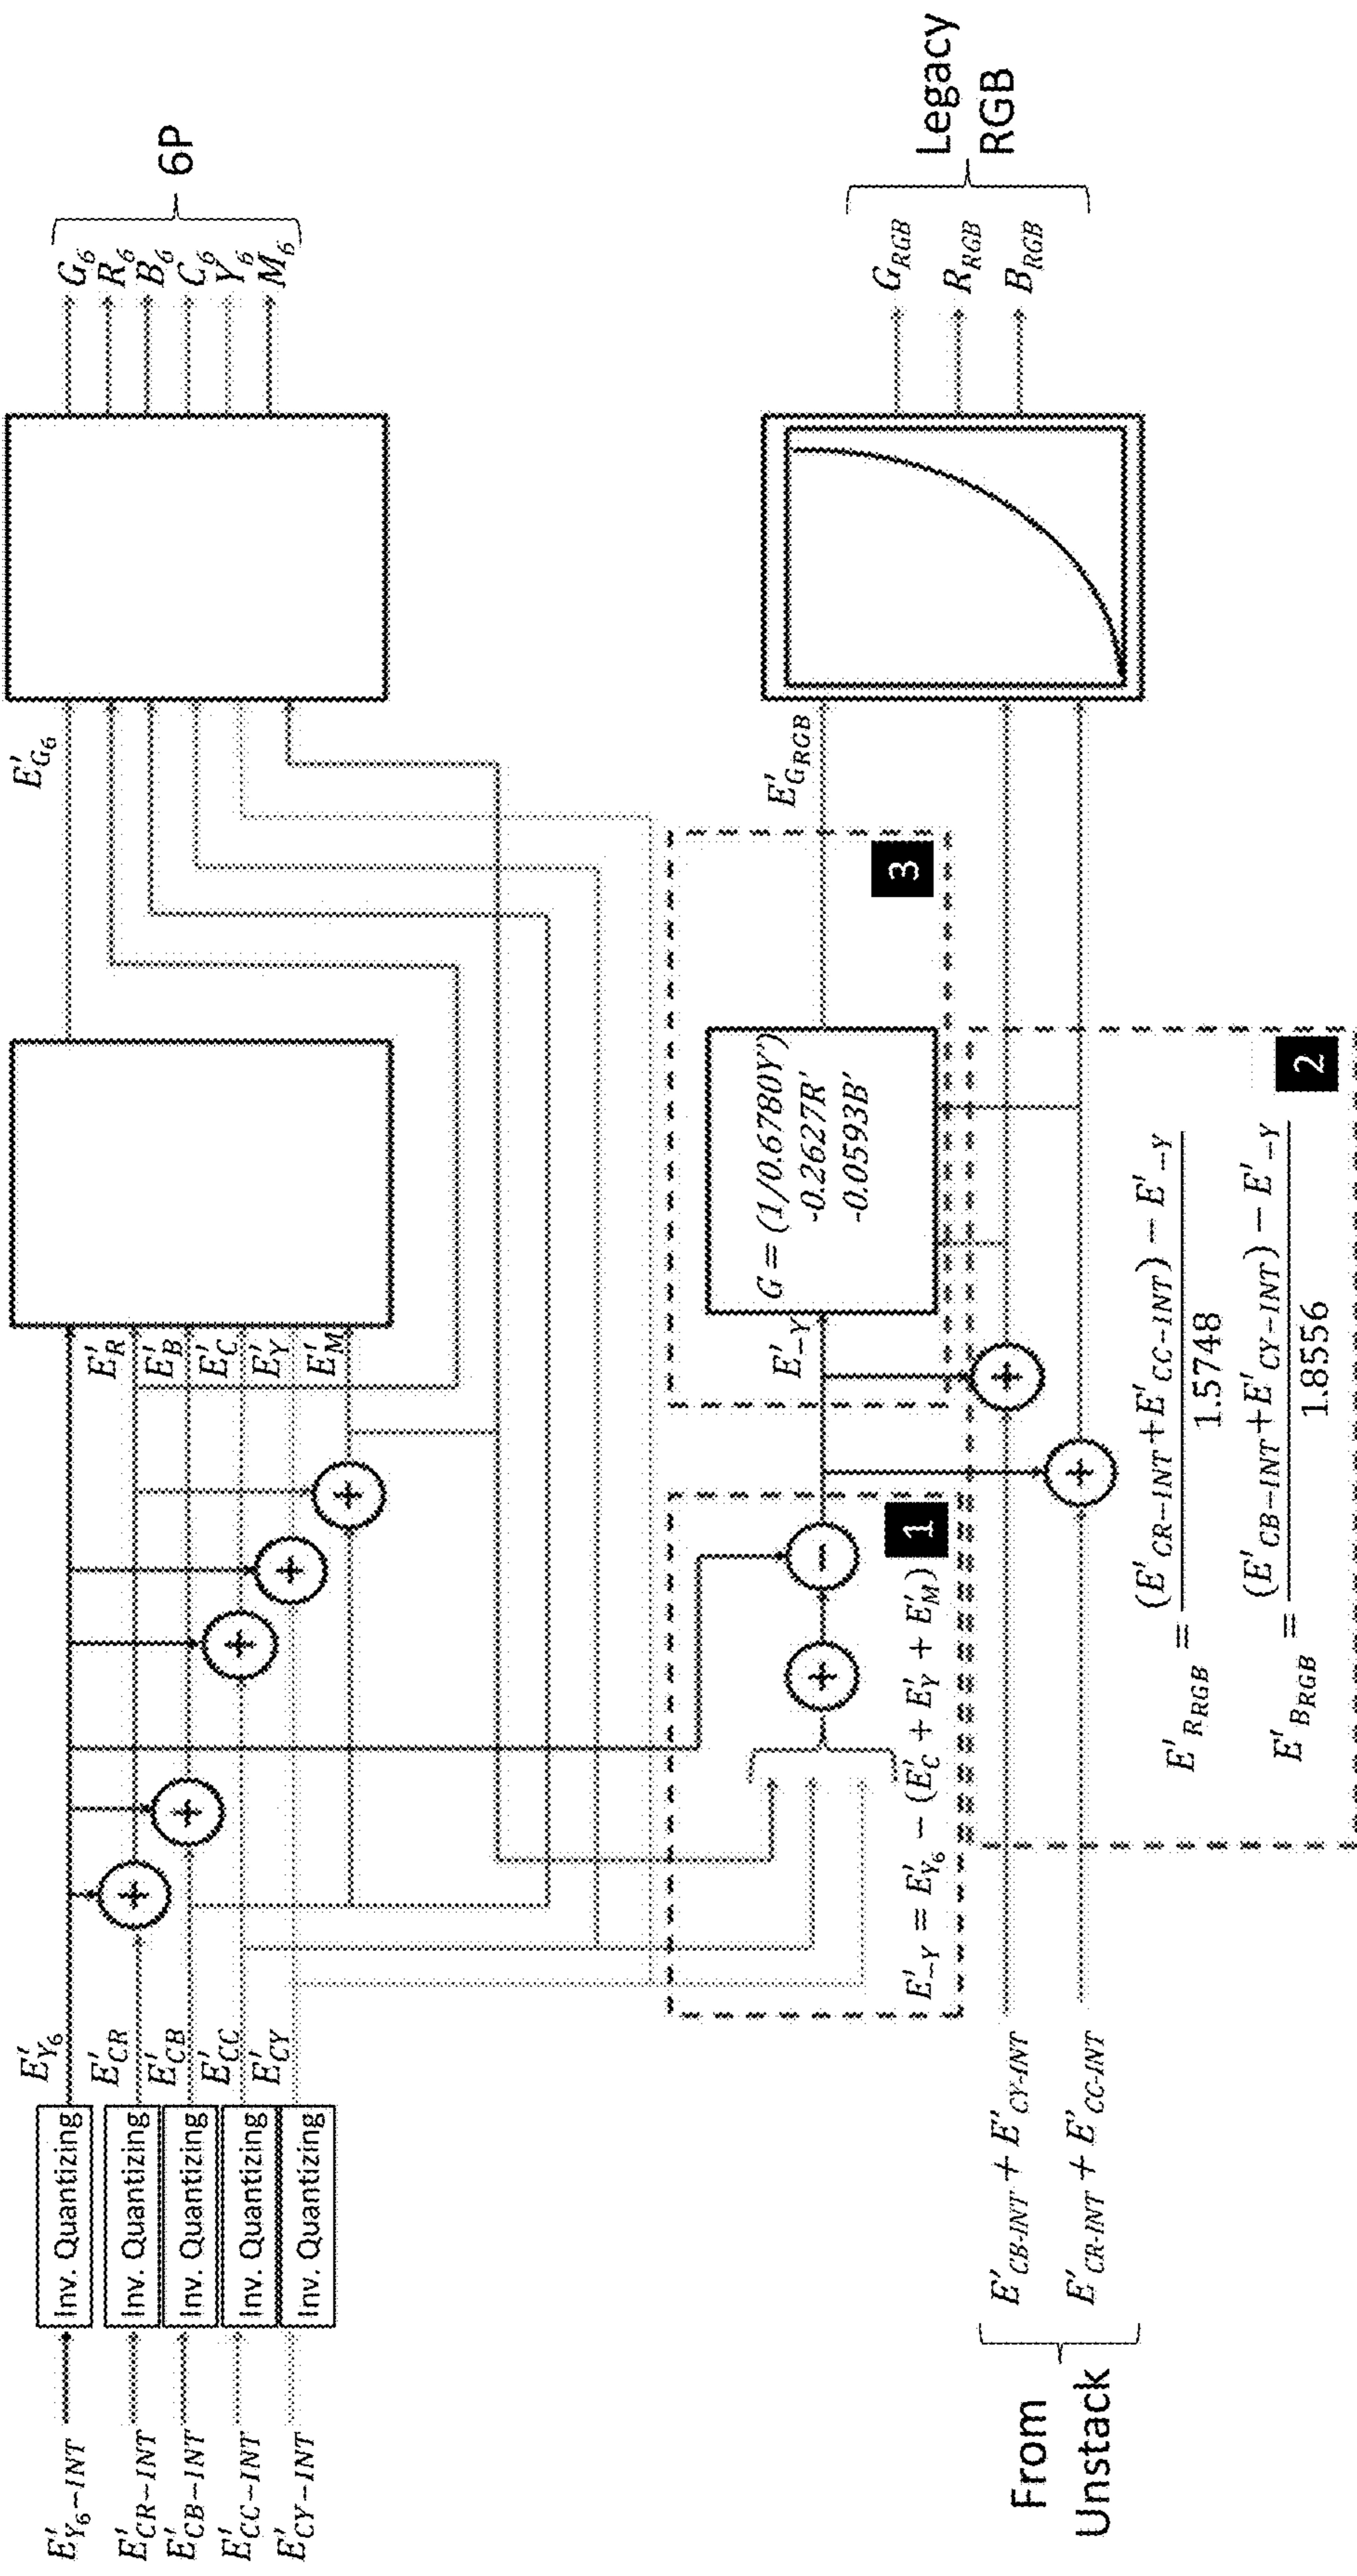 E'Y6-INT
E'CR-INT
E'CB-INT
E'CC-INT
E'CY-INT
Inv. Quantizing
Inv. Quantizing
Inv. Quantizing
Inv. Quantizing
Inv. Quantizing
E'Y6
E'CR
E'CB
E'CC
E'CY
+
+
+
+
+
E'R
E'B
E'C
E'Y
E'M
E'G6
G6
R6
B6
C6
Y6
M6
6P
+
−
E'−Y = E'Y6 − (E'C + E'Y + E'M)
1
E'−Y
G = (1/0.6780Y')
-0.2627R'
-0.0593B'
3
E'GRGB
GRGB
RRGB
BRGB
Legacy
RGB
From
Unstack
E'CB-INT + E'CY-INT
E'CR-INT + E'CC-INT
+
+
E'RRGB = (E'CR−INT+E'CC−INT) − E'−Y
1.5748
E'BRGB = (E'CB−INT+E'CY−INT) − E'−Y
1.8556
2